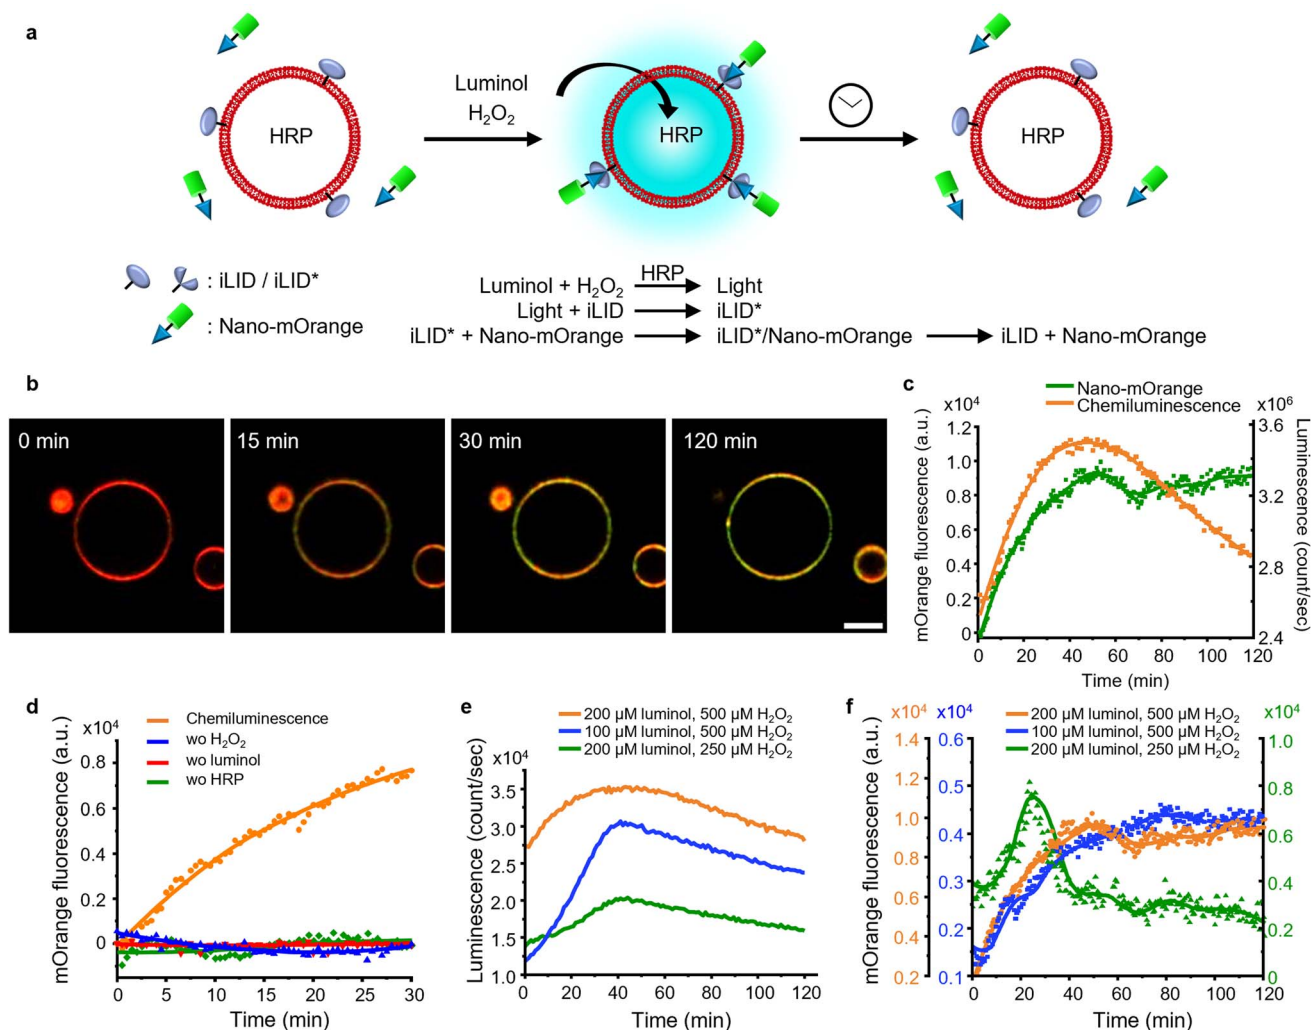 a
HRP
Luminol
H₂O₂
HRP
HRP
: iLID / iLID*
: Nano-mOrange
Luminol + H₂O₂ HRP Light
Light + iLID iLID*
iLID* + Nano-mOrange iLID*/Nano-mOrange iLID + Nano-mOrange
b
0 min
15 min
30 min
120 min
c
Nano-mOrange
Chemiluminescence
x10⁴
x10⁶
mOrange fluorescence (a.u.)
1.2
1.0
0.8
0.6
0.4
0.2
0
Luminescence (count/sec)
3.6
3.2
2.8
2.4
0 20 40 60 80 100 120
Time (min)
d
Chemiluminescence
wo H₂O₂
wo luminol
wo HRP
x10⁴
mOrange fluorescence (a.u.)
0.8
0.6
0.4
0.2
0
0 5 10 15 20 25 30
Time (min)
e
200 µM luminol, 500 µM H₂O₂
100 µM luminol, 500 µM H₂O₂
200 µM luminol, 250 µM H₂O₂
x10⁴
Luminescence (count/sec)
3.5
3.0
2.5
2.0
1.5
1.0
0 20 40 60 80 100 120
Time (min)
f
200 µM luminol, 500 µM H₂O₂
100 µM luminol, 500 µM H₂O₂
200 µM luminol, 250 µM H₂O₂
x10⁴
x10⁴
x10⁴
mOrange fluorescence (a.u.)
1.4
1.2
1.0
0.8
0.6
0.4
0.2
0.6
0.5
0.4
0.3
0.2
0.1
1.0
0.8
0.6
0.4
0.2
0
0 20 40 60 80 100 120
Time (min)